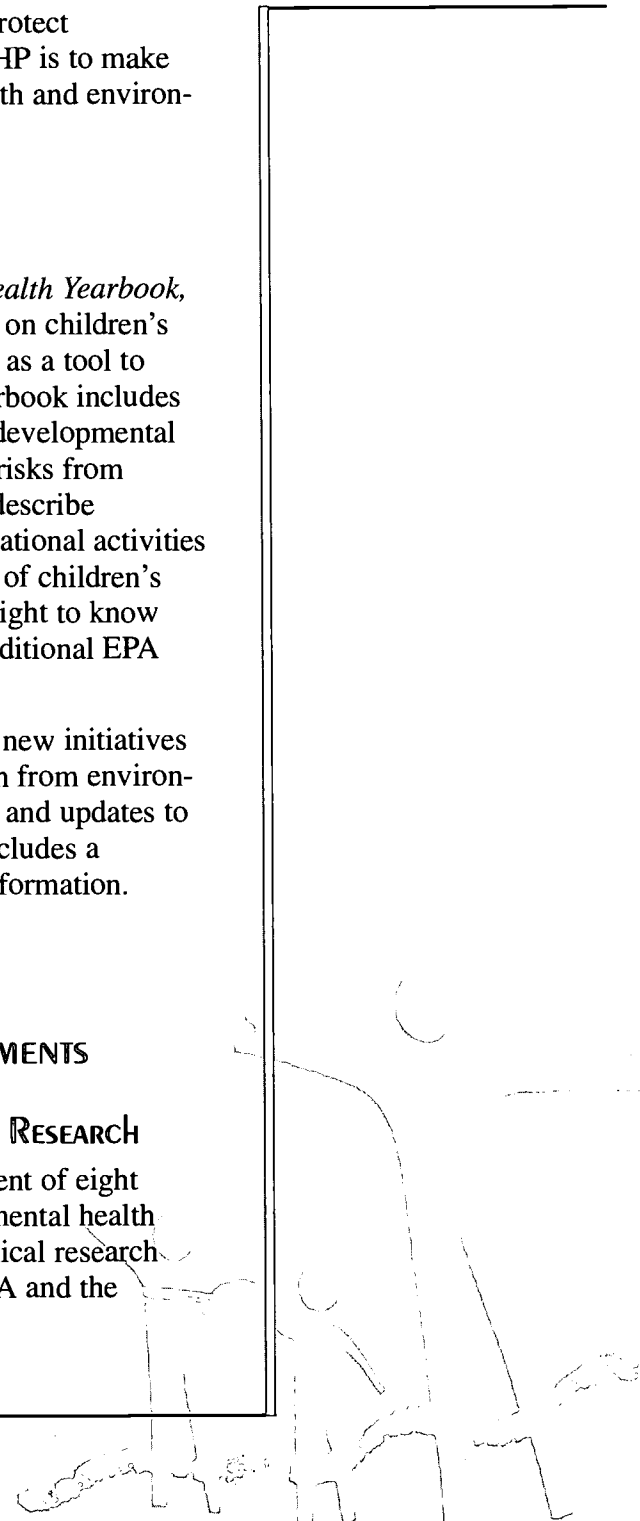 rotect
HP is to make
th and environ-
ealth Yearbook,
on children's
as a tool to
rbook includes
developmental
risks from
describe
ational activities
of children's
ight to know
ditional EPA
new initiatives
n from environ-
and updates to
cludes a
formation.
MENTS
RESEARCH
ent of eight
mental health
ical research
A and the